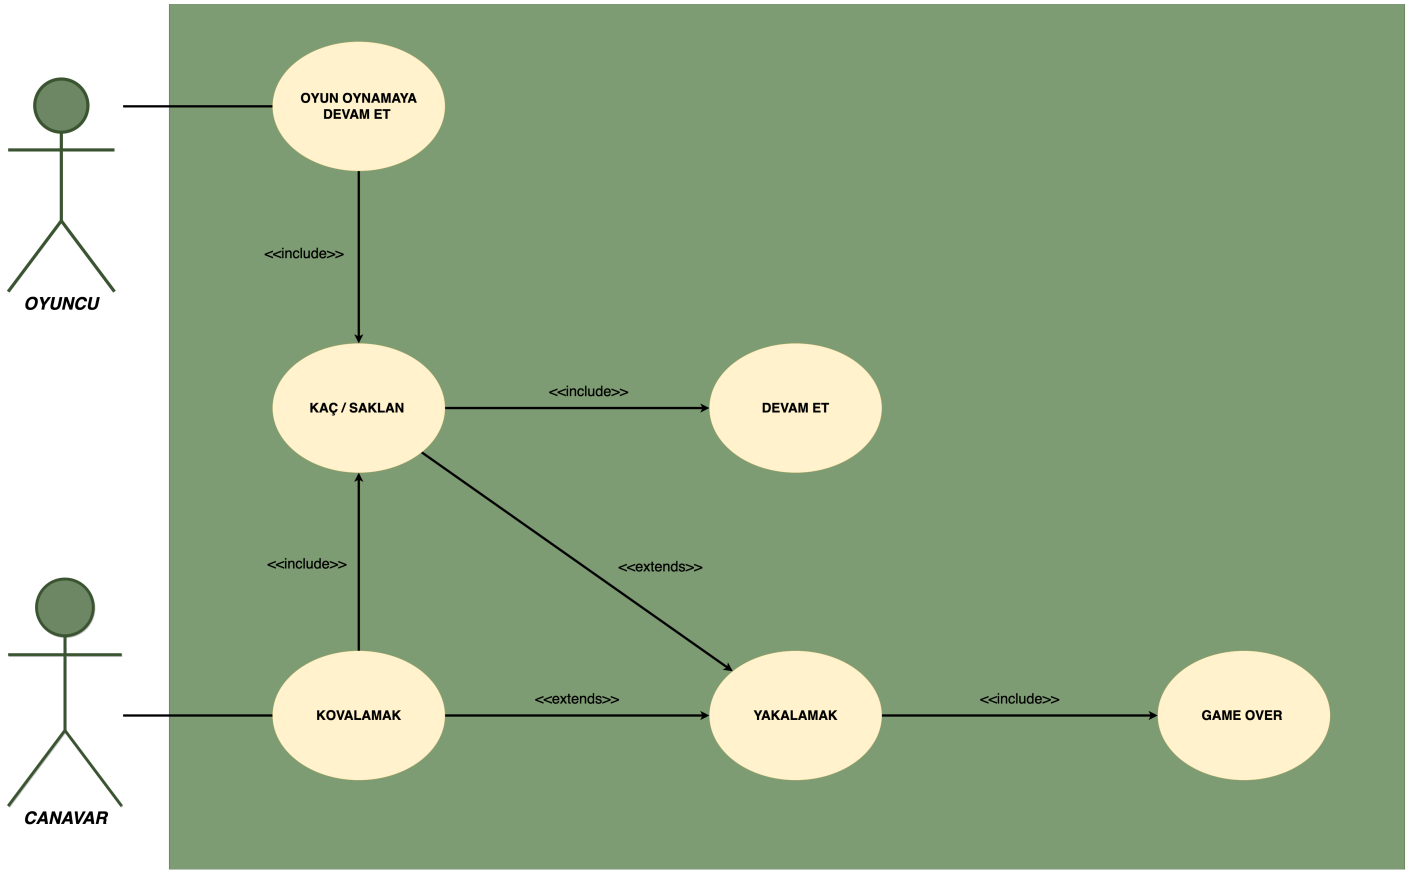 OYUN OYNAMAYA
DEVAM ET
<<include>>
OYUNCU
KAÇ / SAKLAN
<<include>>
DEVAM ET
<<include>>
<<extends>>
KOVALAMAK
<<extends>>
YAKALAMAK
<<include>>
GAME OVER
CANAVAR